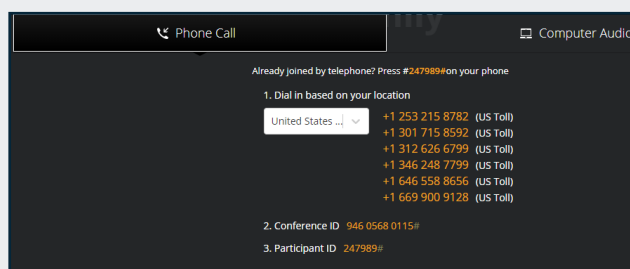 my
Phone Call
Computer Audio
Already joined by telephone? Press #247989#on your phone
1. Dial in based on your location
United States ...
+1 253 215 8782 (US Toll)
+1 301 715 8592 (US Toll)
+1 312 626 6799 (US Toll)
+1 346 248 7799 (US Toll)
+1 646 558 8656 (US Toll)
+1 669 900 9128 (US Toll)
2. Conference ID 946 0568 0115#
3. Participant ID 247989#